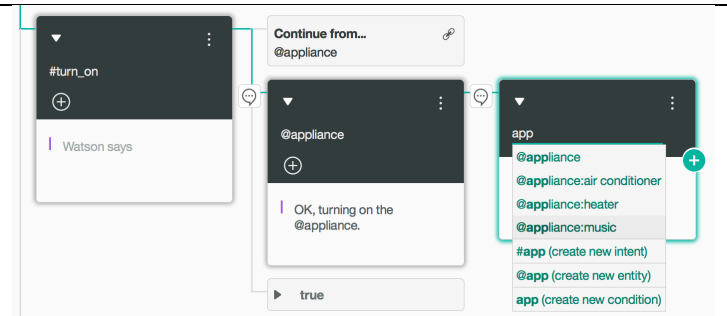 #turn_on
Watson says
Continue from...
@appliance
@appliance
OK, turning on the
@appliance.
true
app
@appliance
@appliance:air conditioner
@appliance:heater
@appliance:music
#app (create new intent)
@app (create new entity)
app (create new condition)